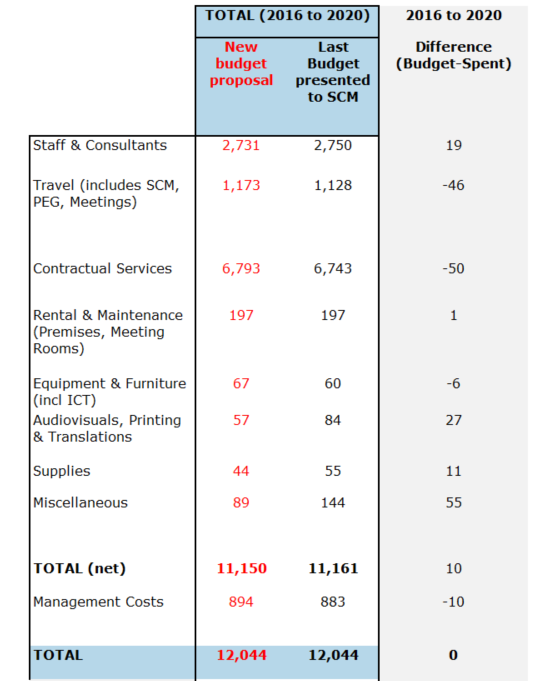 TOTAL (2016 to 2020) 2016 to 2020
New Last Difference
budget Budget (Budget-Spent)
proposal presented
to SCM
Staff & Consultants 2,731 2,750 19
Travel (includes SCM, 1,173 1,128 -46
PEG, Meetings)
Contractual Services 6,793 6,743 -50
Rental & Maintenance 197 197 1
(Premises, Meeting
Rooms)
Equipment & Furniture 67 60 -6
(incl ICT)
Audiovisuals, Printing 57 84 27
& Translations
Supplies 44 55 11
Miscellaneous 89 144 55
TOTAL (net) 11,150 11,161 10
Management Costs 894 883 -10
TOTAL 12,044 12,044 0